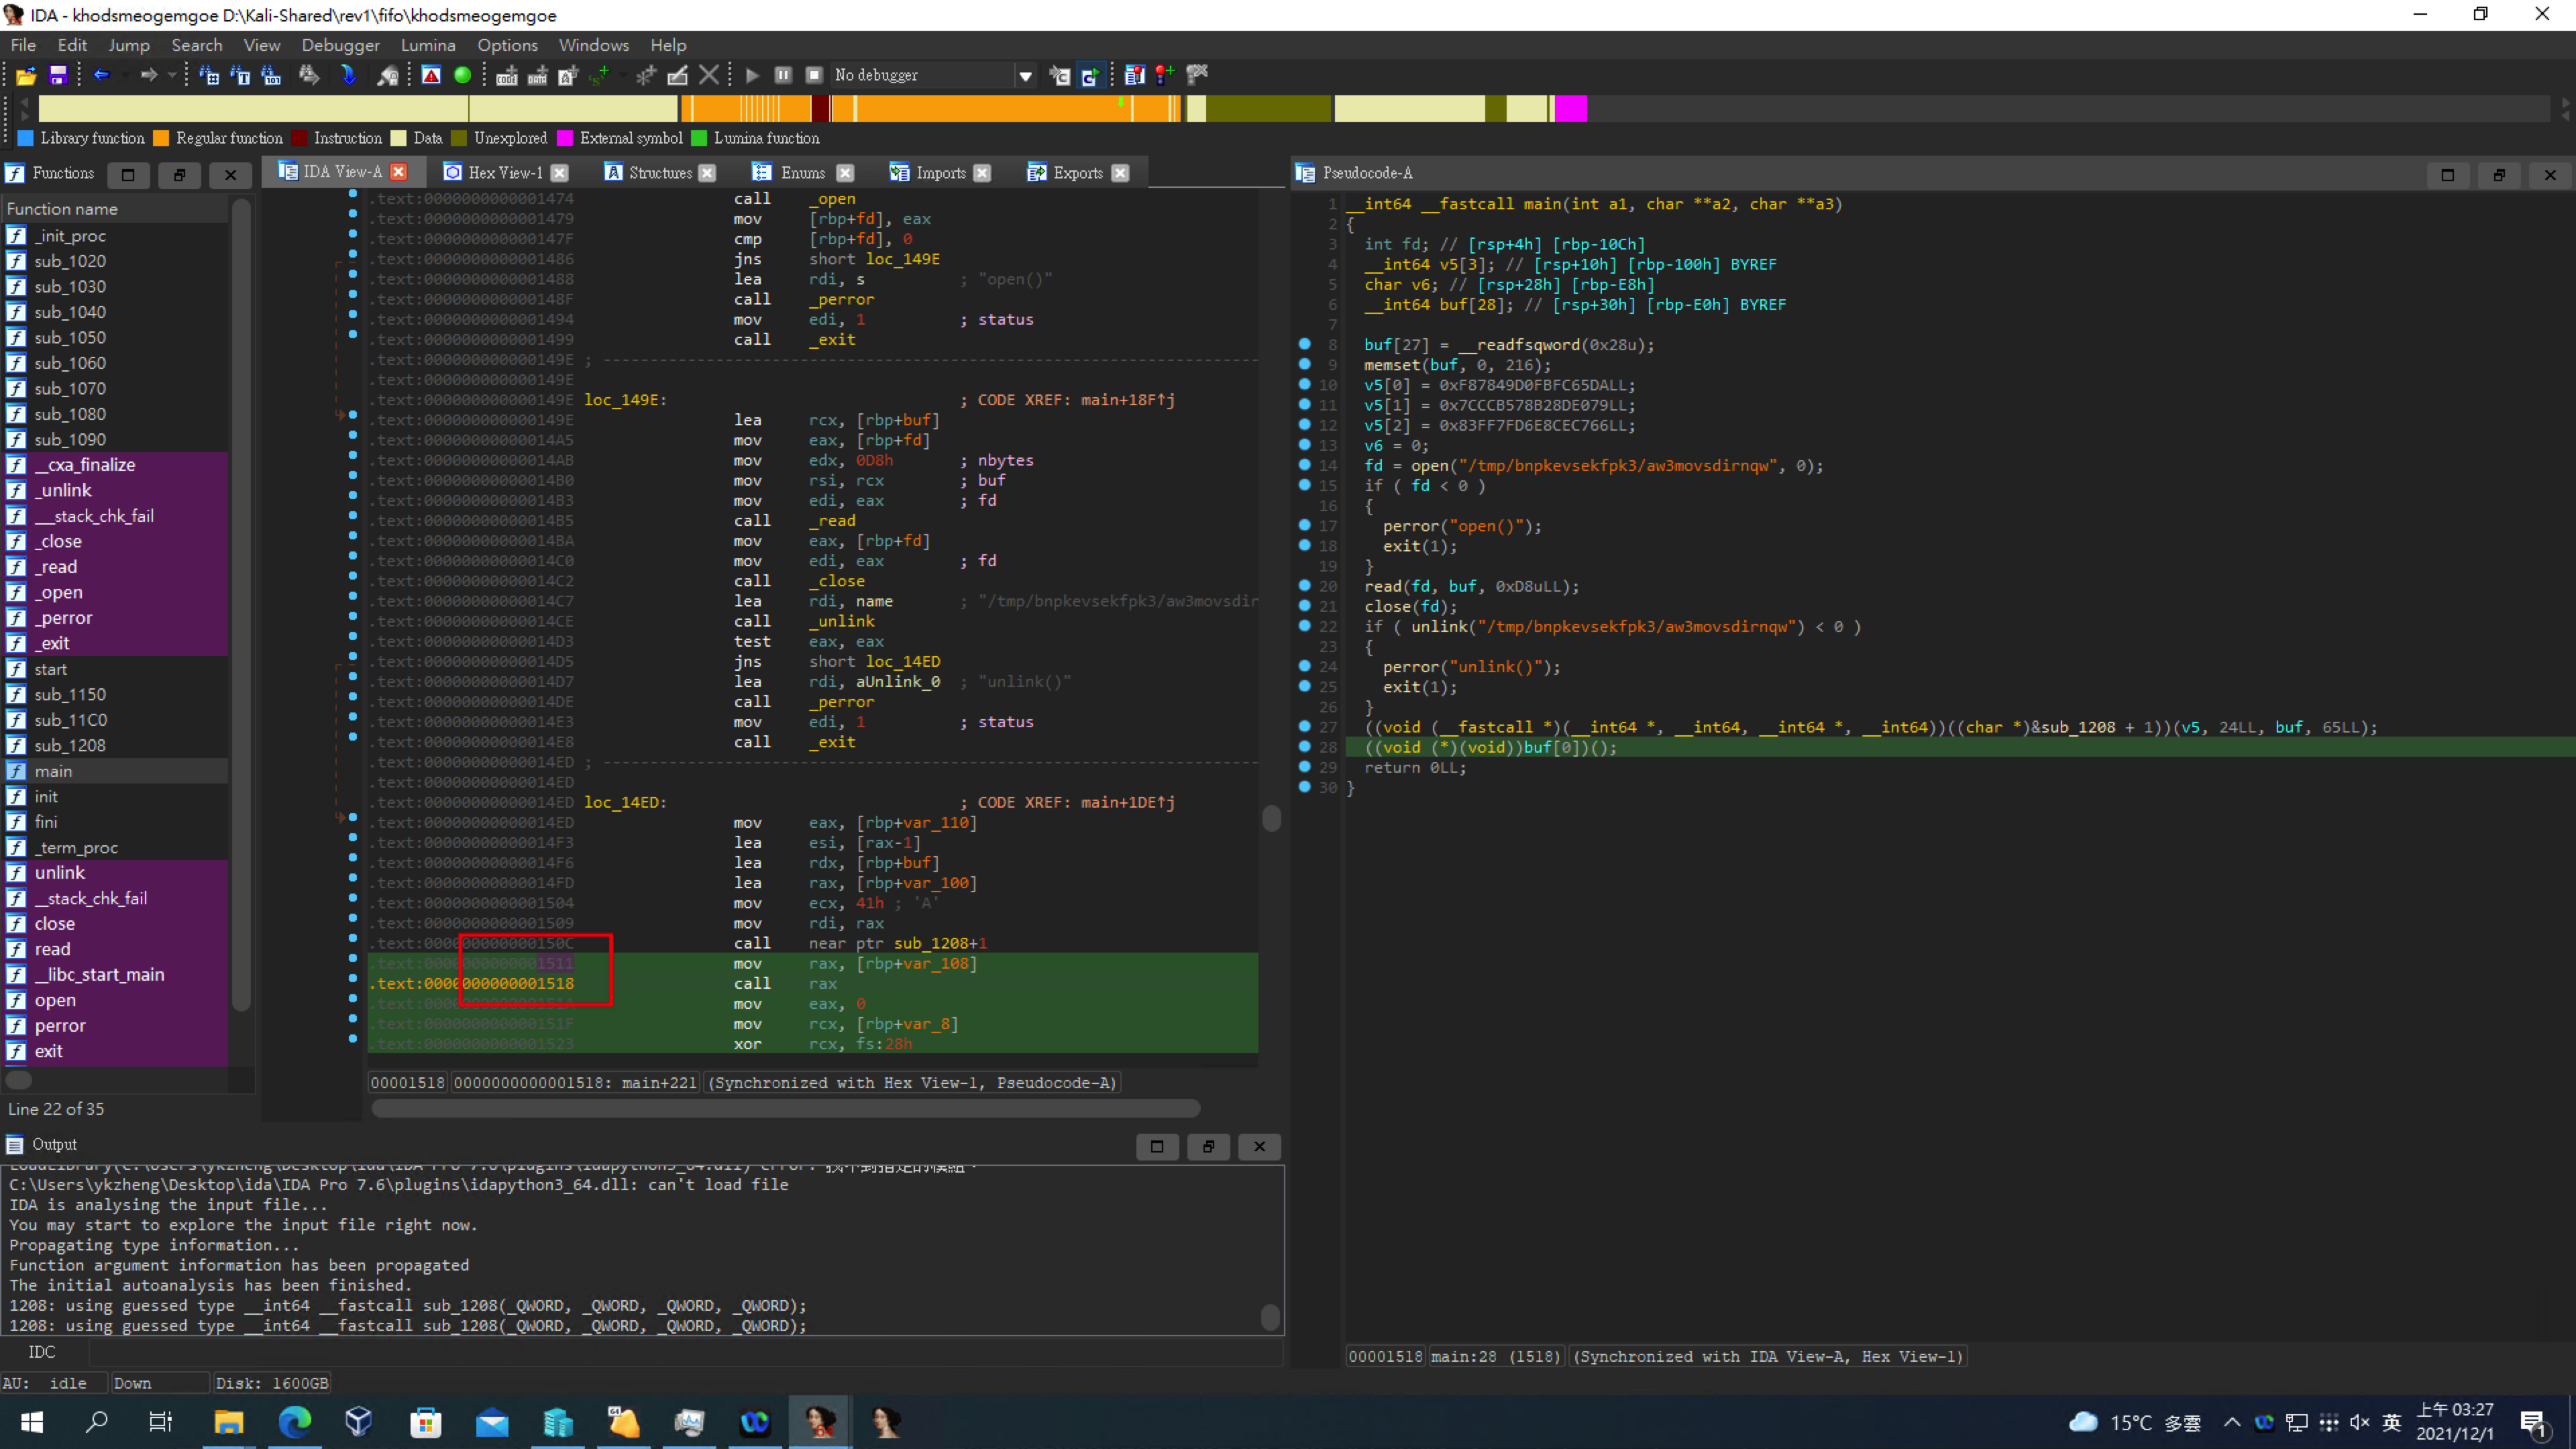 IDA - khodsmeogemgoe D:\Kali-Shared\rev1\fifo\khodsmeogemgoe
File Edit Jump Search View Debugger Lumina Options Windows Help
No debugger
Library function Regular function Instruction Data Unexplored External symbol Lumina function
Functions
IDA View-A Hex View-1 Structures Enums Imports Exports
Pseudocode-A
Function name
_init_proc
sub_1020
sub_1030
sub_1040
sub_1050
sub_1060
sub_1070
sub_1080
sub_1090
__cxa_finalize
_unlink
___stack_chk_fail
_close
_read
_open
_perror
_exit
start
sub_1150
sub_11C0
sub_1208
main
init
fini
_term_proc
unlink
__stack_chk_fail
close
read
__libc_start_main
open
perror
exit
Line 22 of 35
.text:0000000000001474 call _open
.text:0000000000001479 mov [rbp+fd], eax
.text:000000000000147F cmp [rbp+fd], 0
.text:0000000000001486 jns short loc_149E
.text:0000000000001488 lea rdi, s ; "open()"
.text:000000000000148F call _perror
.text:0000000000001494 mov edi, 1 ; status
.text:0000000000001499 call _exit
.text:000000000000149E ; ---------------------------------------------------------------------------
.text:000000000000149E
.text:000000000000149E loc_149E: ; CODE XREF: main+18F↑j
.text:000000000000149E lea rcx, [rbp+buf]
.text:00000000000014A5 mov eax, [rbp+fd]
.text:00000000000014AB mov edx, 0D8h ; nbytes
.text:00000000000014B0 mov rsi, rcx ; buf
.text:00000000000014B3 mov edi, eax ; fd
.text:00000000000014B5 call _read
.text:00000000000014BA mov eax, [rbp+fd]
.text:00000000000014C0 mov edi, eax ; fd
.text:00000000000014C2 call _close
.text:00000000000014C7 lea rdi, name ; "/tmp/bnpkevsekfpk3/aw3movsdir
.text:00000000000014CE call _unlink
.text:00000000000014D3 test eax, eax
.text:00000000000014D5 jns short loc_14ED
.text:00000000000014D7 lea rdi, aUnlink_0 ; "unlink()"
.text:00000000000014DE call _perror
.text:00000000000014E3 mov edi, 1 ; status
.text:00000000000014E8 call _exit
.text:00000000000014ED ; ---------------------------------------------------------------------------
.text:00000000000014ED
.text:00000000000014ED loc_14ED: ; CODE XREF: main+1DE↑j
.text:00000000000014ED mov eax, [rbp+var_110]
.text:00000000000014F3 lea esi, [rax-1]
.text:00000000000014F6 lea rdx, [rbp+buf]
.text:00000000000014FD lea rax, [rbp+var_100]
.text:0000000000001504 mov ecx, 41h ; 'A'
.text:0000000000001509 mov rdi, rax
.text:000000000000150C call near ptr sub_1208+1
.text:0000000000001511 mov rax, [rbp+var_108]
.text:0000000000001518 call rax
.text:000000000000151A mov eax, 0
.text:000000000000151F mov rcx, [rbp+var_8]
.text:0000000000001523 xor rcx, fs:28h
00001518 0000000000001518: main+221 (Synchronized with Hex View-1, Pseudocode-A)
1 __int64 __fastcall main(int a1, char **a2, char **a3)
2 {
3 int fd; // [rsp+4h] [rbp-10Ch]
4 __int64 v5[3]; // [rsp+10h] [rbp-100h] BYREF
5 char v6; // [rsp+28h] [rbp-E8h]
6 __int64 buf[28]; // [rsp+30h] [rbp-E0h] BYREF
7
8 buf[27] = __readfsqword(0x28u);
9 memset(buf, 0, 216);
10 v5[0] = 0xF87849D0FBFC65DALL;
11 v5[1] = 0x7CCCB578B28DE079LL;
12 v5[2] = 0x83FF7FD6E8CEC766LL;
13 v6 = 0;
14 fd = open("/tmp/bnpkevsekfpk3/aw3movsdirnqw", 0);
15 if ( fd < 0 )
16 {
17 perror("open()");
18 exit(1);
19 }
20 read(fd, buf, 0xD8uLL);
21 close(fd);
22 if ( unlink("/tmp/bnpkevsekfpk3/aw3movsdirnqw") < 0 )
23 {
24 perror("unlink()");
25 exit(1);
26 }
27 ((void (__fastcall *)(__int64 *, __int64, __int64 *, __int64))((char *)&sub_1208 + 1))(v5, 24LL, buf, 65LL);
28 ((void (*)(void))buf[0])();
29 return 0LL;
30 }
00001518 main:28 (1518) (Synchronized with IDA View-A, Hex View-1)
Output
LoadLibrary(C:\Users\ykzheng\Desktop\ida\IDA Pro 7.6\plugins\idapython3_64.dll) error: 找不到指定的模組。
C:\Users\ykzheng\Desktop\ida\IDA Pro 7.6\plugins\idapython3_64.dll: can't load file
IDA is analysing the input file...
You may start to explore the input file right now.
Propagating type information...
Function argument information has been propagated
The initial autoanalysis has been finished.
1208: using guessed type __int64 __fastcall sub_1208(_QWORD, _QWORD, _QWORD, _QWORD);
1208: using guessed type __int64 __fastcall sub_1208(_QWORD, _QWORD, _QWORD, _QWORD);
IDC
AU: idle Down Disk: 1600GB
15°C 多雲 英 上午 03:27
2021/12/1
1